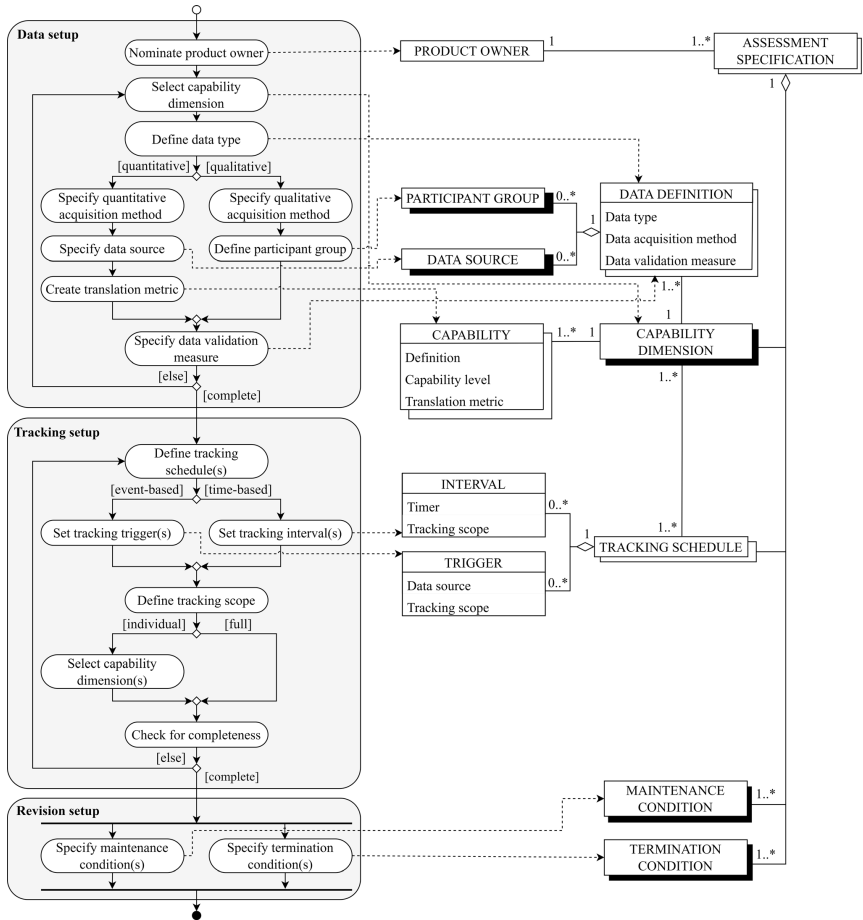 Data setup
Nominate product owner
Select capability
dimension
Define data type
[quantitative]
[qualitative]
Specify quantitative
acquisition method
Specify qualitative
acquisition method
Specify data source
Define participant group
Create translation metric
Specify data validation
measure
[else]
[complete]
Tracking setup
Define tracking
schedule(s)
[event-based]
[time-based]
Set tracking trigger(s)
Set tracking interval(s)
Define tracking scope
[individual]
[full]
Select capability
dimension(s)
Check for completeness
[else]
[complete]
Revision setup
Specify maintenance
condition(s)
Specify termination
condition(s)
PRODUCT OWNER
1
1..*
ASSESSMENT
SPECIFICATION
1
PARTICIPANT GROUP
0..*
DATA SOURCE
0..*
1
DATA DEFINITION
Data type
Data acquisition method
Data validation measure
1..*
1
CAPABILITY
Definition
Capability level
Translation metric
1..*
1
CAPABILITY
DIMENSION
1..*
INTERVAL
Timer
Tracking scope
0..*
TRIGGER
Data source
Tracking scope
0..*
1
1..*
TRACKING SCHEDULE
MAINTENANCE
CONDITION
1..*
TERMINATION
CONDITION
1..*